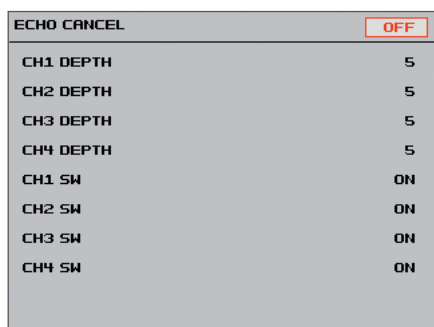 ECHO CANCEL OFF
CH1 DEPTH 5
CH2 DEPTH 5
CH3 DEPTH 5
CH4 DEPTH 5
CH1 SW ON
CH2 SW ON
CH3 SW ON
CH4 SW ON